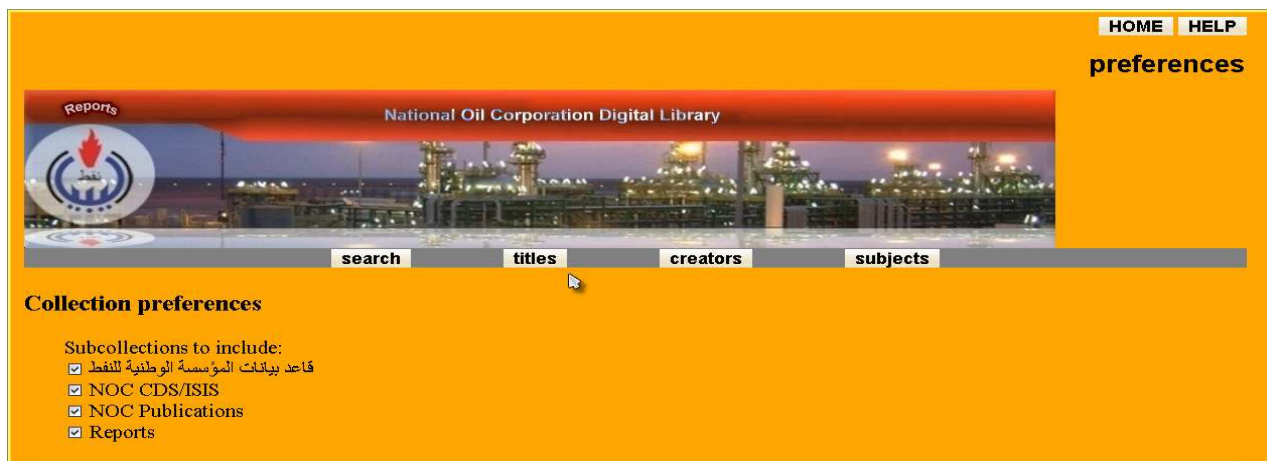 HOME HELP
preferences
Reports
National Oil Corporation Digital Library
نفط
search titles creators subjects
Collection preferences
Subcollections to include:
قاعد بيانات المؤسسة الوطنية للنفط
NOC CDS/ISIS
NOC Publications
Reports